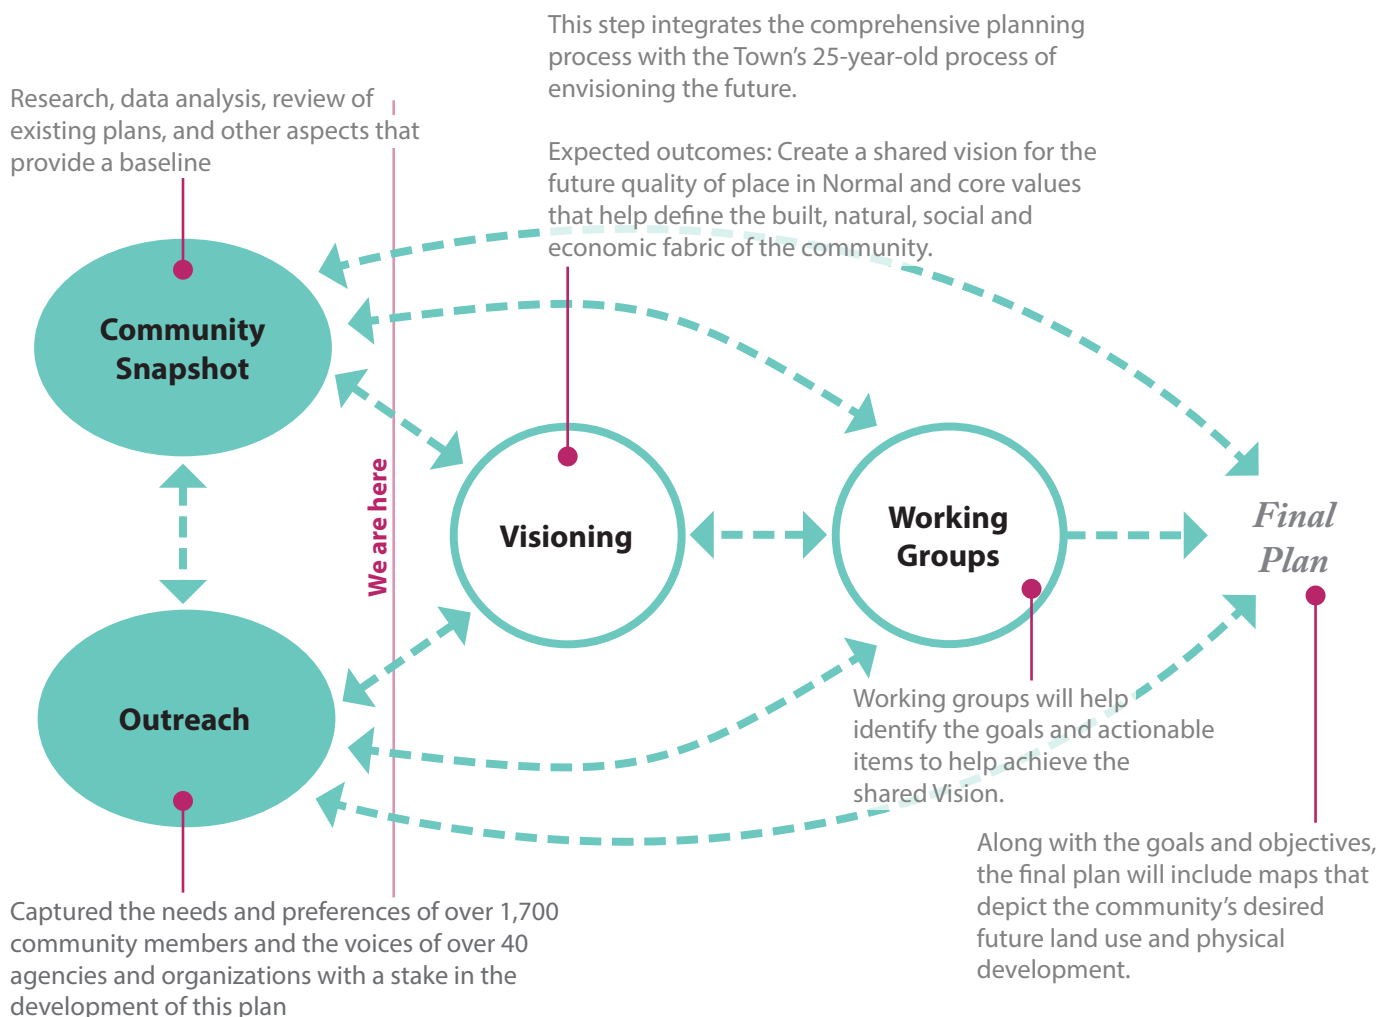 This step integrates the comprehensive planning
process with the Town's 25-year-old process of
envisioning the future.
Expected outcomes: Create a shared vision for the
future quality of place in Normal and core values
that help define the built, natural, social and
economic fabric of the community.
Research, data analysis, review of
existing plans, and other aspects that
provide a baseline
Community
Snapshot
We are here
Visioning
Working
Groups
Final
Plan
Outreach
Working groups will help
identify the goals and actionable
items to help achieve the
shared Vision.
Along with the goals and objectives,
the final plan will include maps that
depict the community's desired
future land use and physical
development.
Captured the needs and preferences of over 1,700
community members and the voices of over 40
agencies and organizations with a stake in the
development of this plan